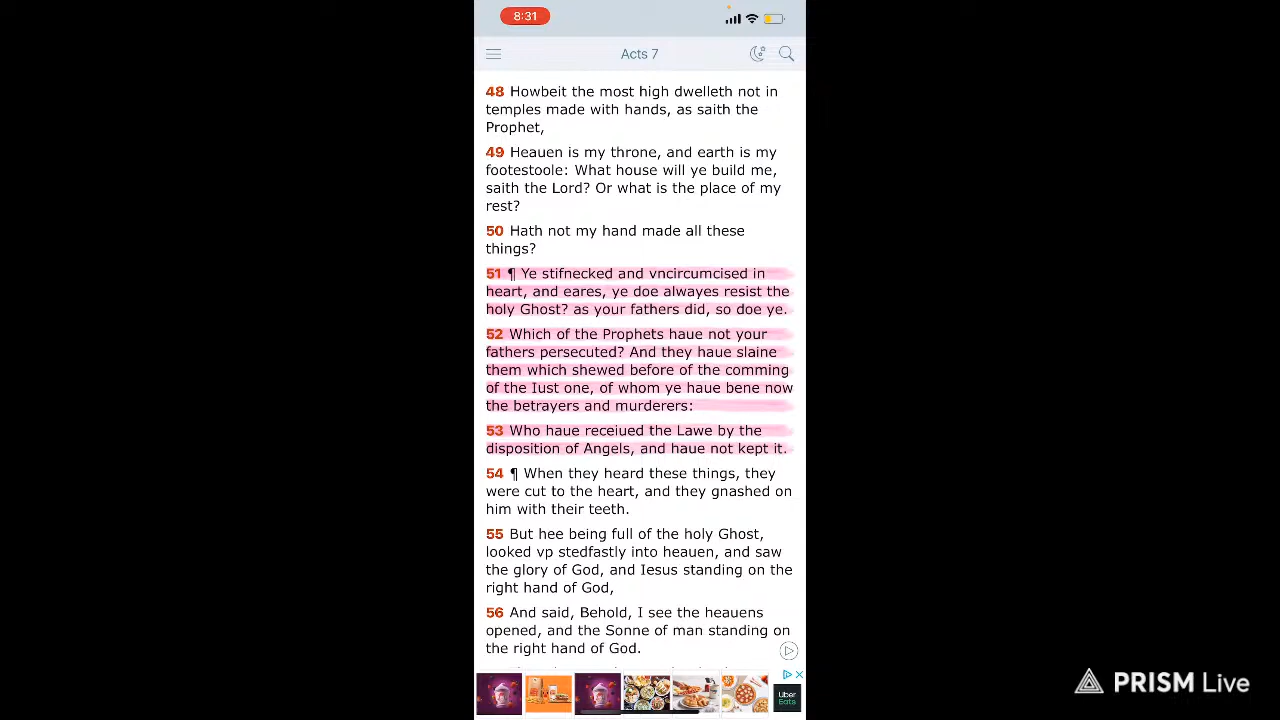 8:31
Acts 7
48 Howbeit the most high dwelleth not in
temples made with hands, as saith the
Prophet,
49 Heauen is my throne, and earth is my
footestoole: What house will ye build me,
saith the Lord? Or what is the place of my
rest?
50 Hath not my hand made all these
things?
51 ¶ Ye stifnecked and vncircumcised in
heart, and eares, ye doe alwayes resist the
holy Ghost? as your fathers did, so doe ye.
52 Which of the Prophets haue not your
fathers persecuted? And they haue slaine
them which shewed before of the comming
of the Iust one, of whom ye haue bene now
the betrayers and murderers:
53 Who haue receiued the Lawe by the
disposition of Angels, and haue not kept it.
54 ¶ When they heard these things, they
were cut to the heart, and they gnashed on
him with their teeth.
55 But hee being full of the holy Ghost,
looked vp stedfastly into heauen, and saw
the glory of God, and Iesus standing on the
right hand of God,
56 And said, Behold, I see the heauens
opened, and the Sonne of man standing on
the right hand of God.
Uber
Eats
PRISM Live